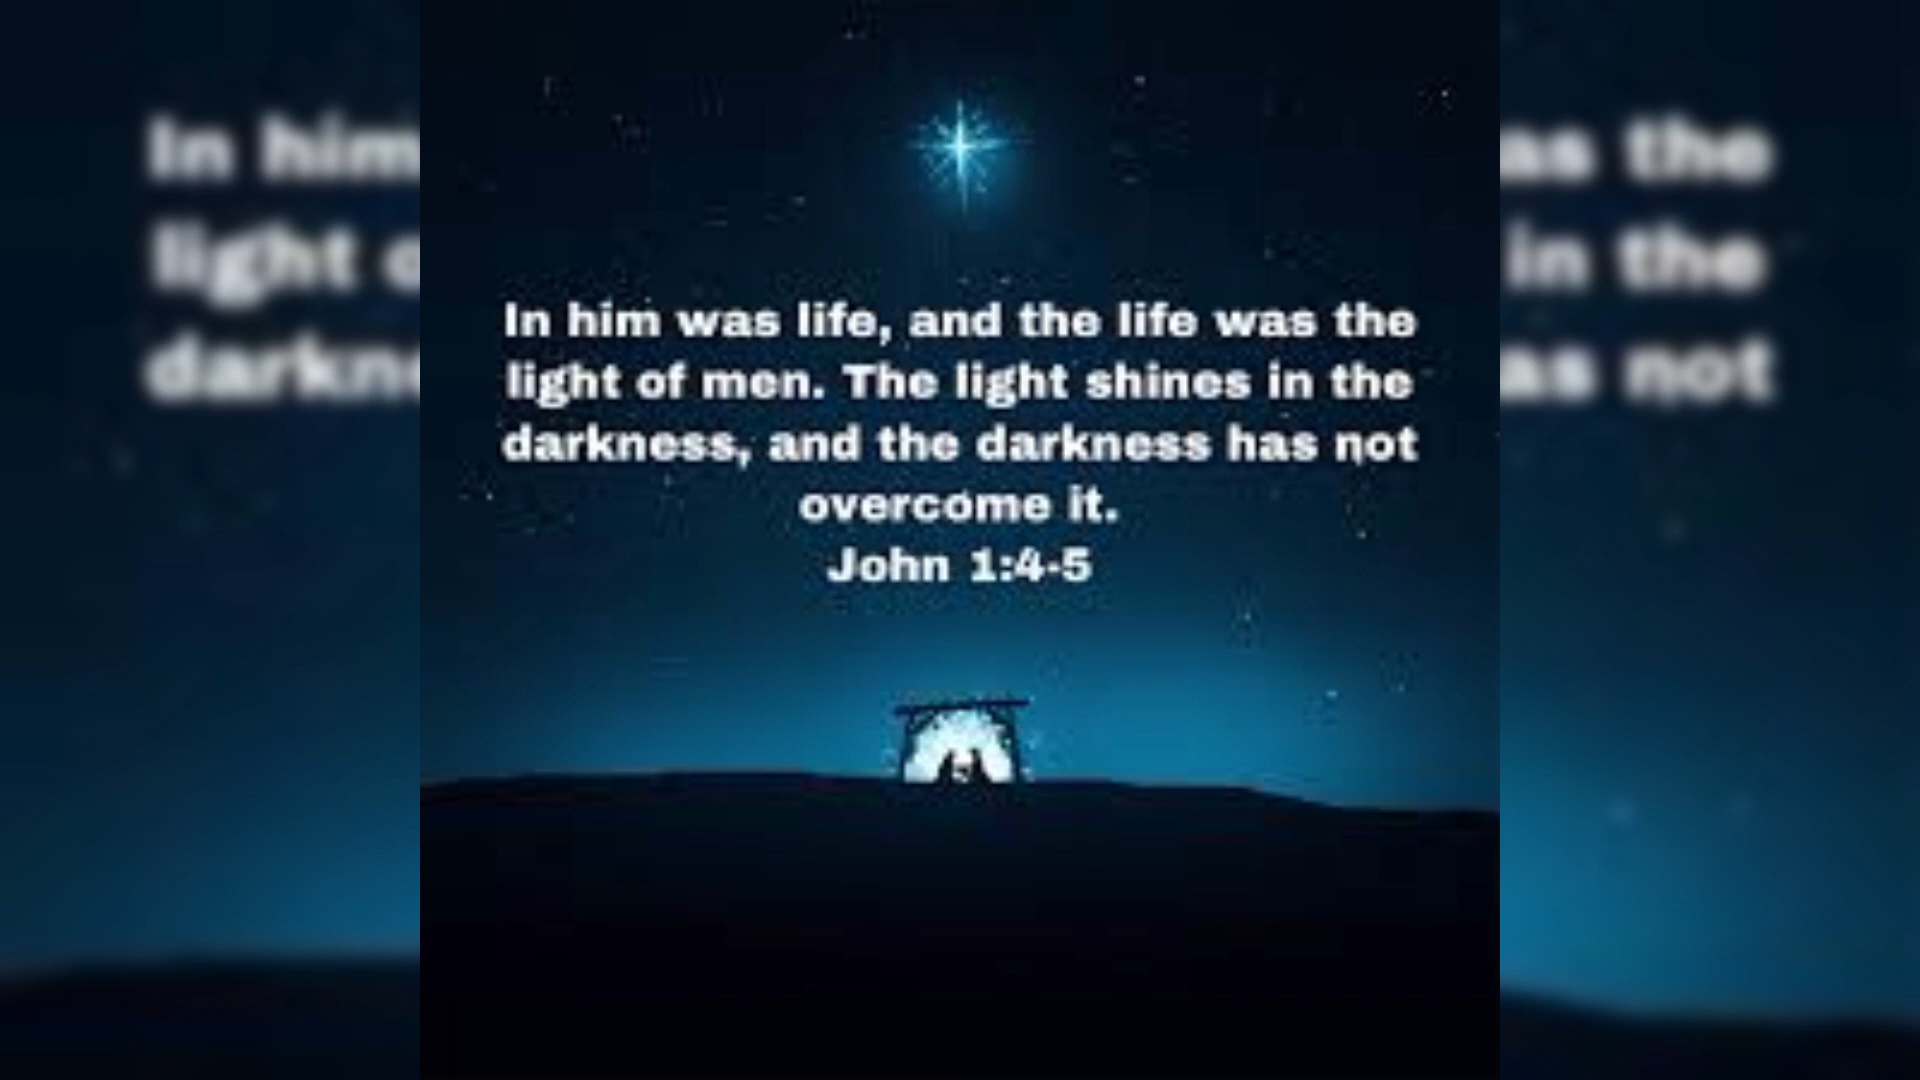 In him was life, and the life was the
light of men. The light shines in the
darkness, and the darkness has not
overcome it.
John 1:4-5